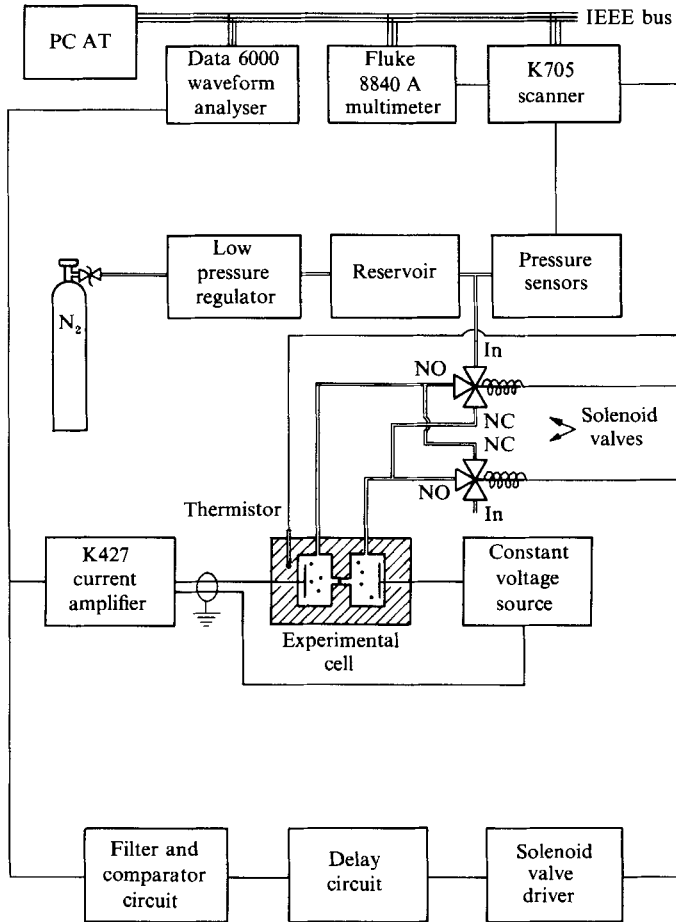 IEEE bus
PC AT
Data 6000
waveform
analyser
Fluke
8840 A
multimeter
K705
scanner
Low
pressure
regulator
Reservoir
Pressure
sensors
N₂
In
NO
NC
NC
Solenoid
valves
NO
In
Thermistor
K427
current
amplifier
Constant
voltage
source
Experimental
cell
Filter and
comparator
circuit
Delay
circuit
Solenoid
valve
driver